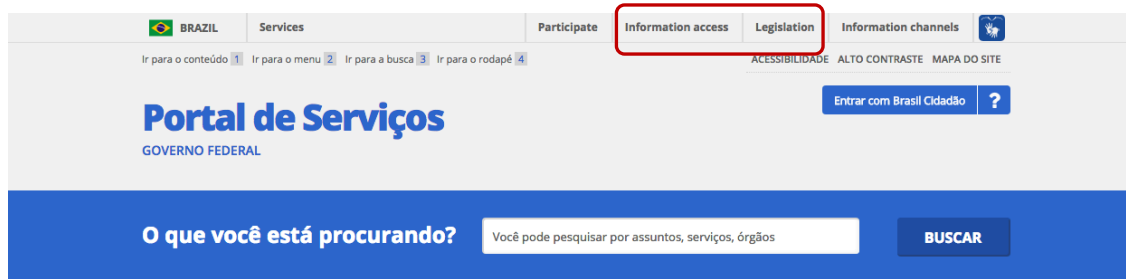 BRAZIL Services Participate Information access Legislation Information channels
Ir para o conteúdo 1 Ir para o menu 2 Ir para a busca 3 Ir para o rodapé 4 ACESSIBILIDADE ALTO CONTRASTE MAPA DO SITE
Entrar com Brasil Cidadão ?
Portal de Serviços
GOVERNO FEDERAL
O que você está procurando? Você pode pesquisar por assuntos, serviços, órgãos BUSCAR